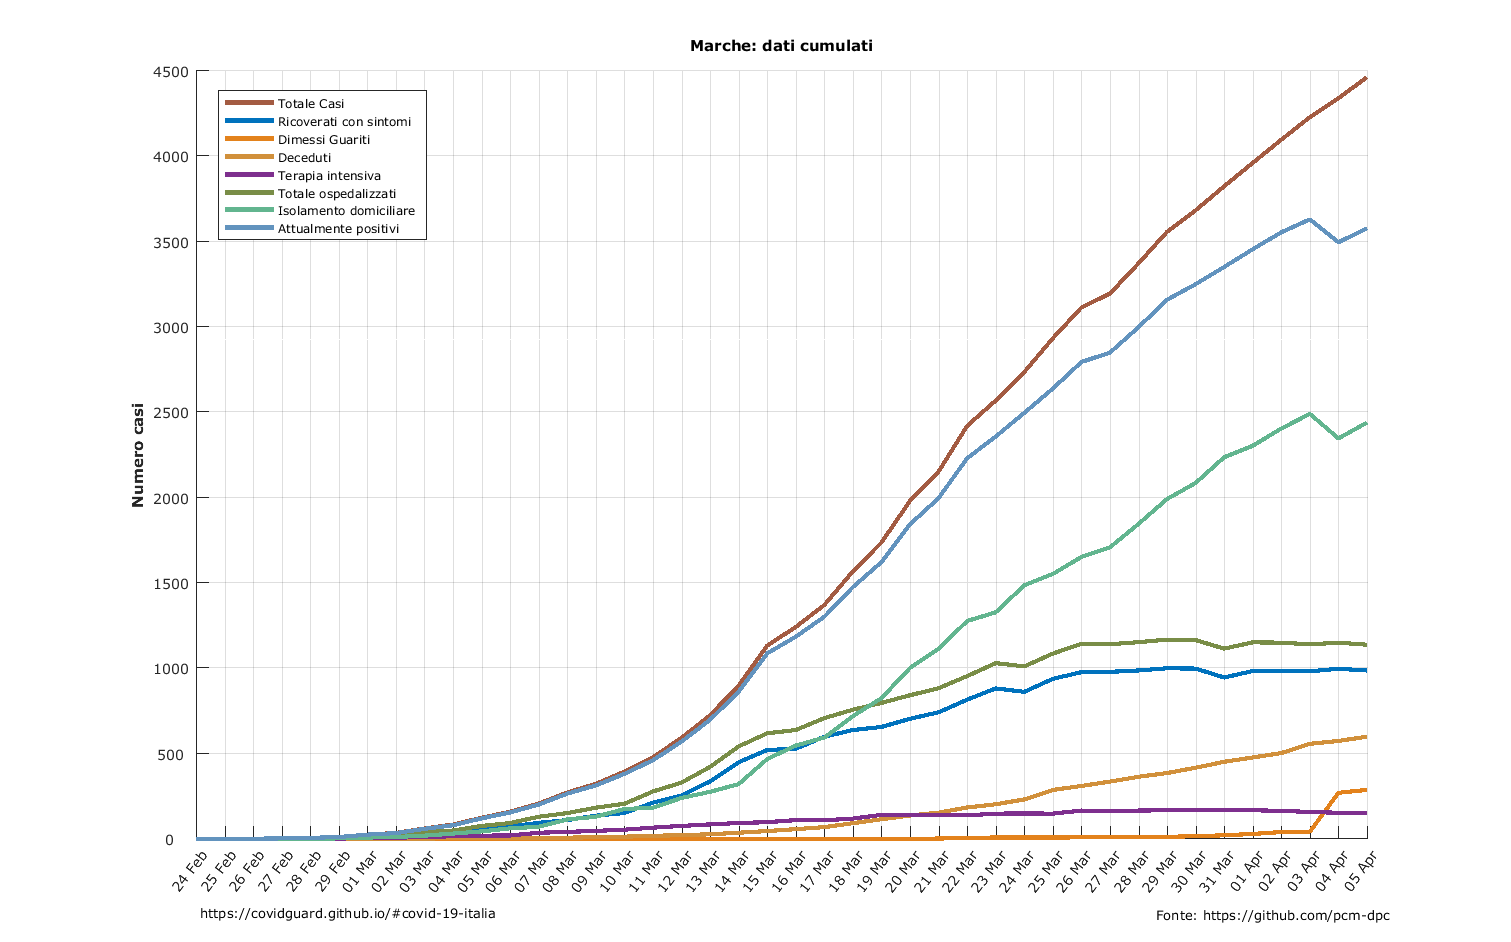 Marche: dati cumulati
Numero casi
4500
4000
3500
3000
2500
2000
1500
1000
500
0
Totale Casi
Ricoverati con sintomi
Dimessi Guariti
Deceduti
Terapia intensiva
Totale ospedalizzati
Isolamento domiciliare
Attualmente positivi
24 Feb
25 Feb
26 Feb
27 Feb
28 Feb
29 Feb
01 Mar
02 Mar
03 Mar
04 Mar
05 Mar
06 Mar
07 Mar
08 Mar
09 Mar
10 Mar
11 Mar
12 Mar
13 Mar
14 Mar
15 Mar
16 Mar
17 Mar
18 Mar
19 Mar
20 Mar
21 Mar
22 Mar
23 Mar
24 Mar
25 Mar
26 Mar
27 Mar
28 Mar
29 Mar
30 Mar
31 Mar
01 Apr
02 Apr
03 Apr
04 Apr
05 Apr
https://covidguard.github.io/#covid-19-italia
Fonte: https://github.com/pcm-dpc